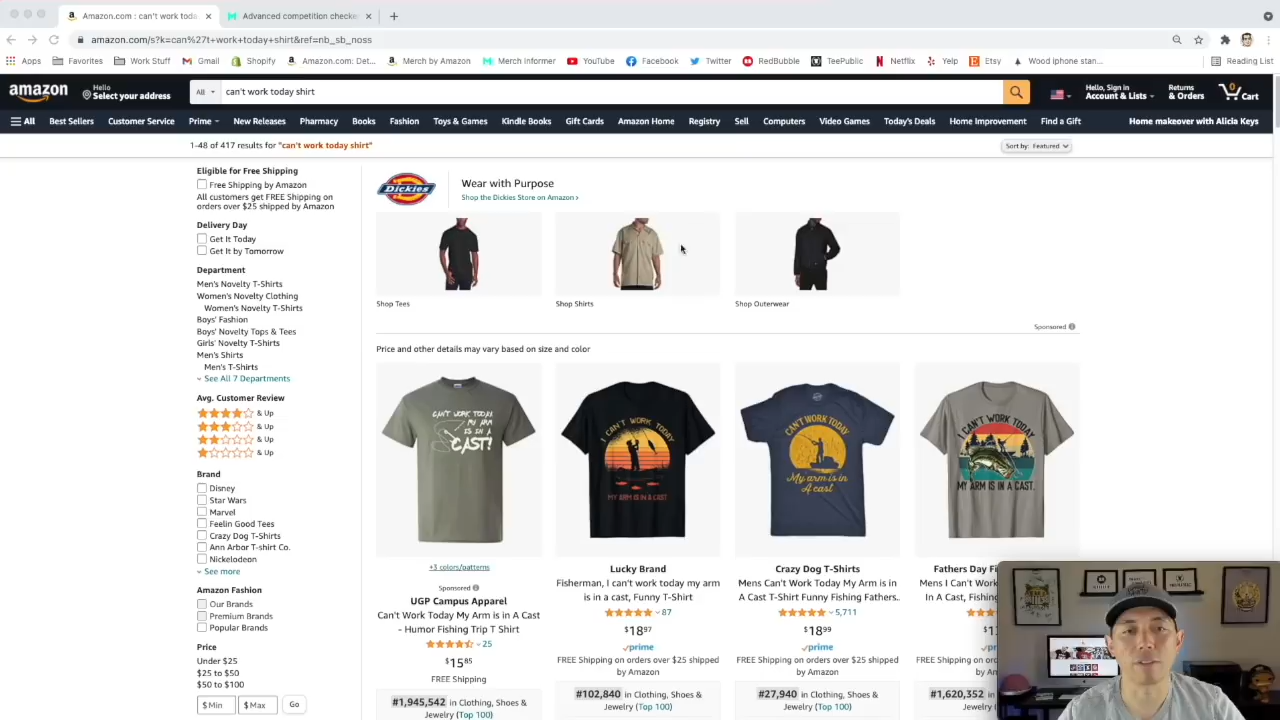 Amazon.com : can't work toda
Advanced competition checke
amazon.com/s?k=can%27t+work+today+shirt&ref=nb_sb_noss
Apps
Favorites
Work Stuff
Gmail
Shopify
Amazon.com: Det...
Merch by Amazon
Merch Informer
YouTube
Facebook
Twitter
RedBubble
TeePublic
Netflix
Yelp
Etsy
Wood iphone stan...
Reading List
amazon
Hello
Select your address
All
can't work today shirt
Hello, Sign in
Account & Lists
Returns
& Orders
0
Cart
All
Best Sellers
Customer Service
Prime
New Releases
Pharmacy
Books
Fashion
Toys & Games
Kindle Books
Gift Cards
Amazon Home
Registry
Sell
Computers
Video Games
Today's Deals
Home Improvement
Find a Gift
Home makeover with Alicia Keys
1-48 of 417 results for "can't work today shirt"
Sort by: Featured
Eligible for Free Shipping
Free Shipping by Amazon
All customers get FREE Shipping on
orders over $25 shipped by Amazon
Delivery Day
Get It Today
Get It by Tomorrow
Department
Men's Novelty T-Shirts
Women's Novelty Clothing
Women's Novelty T-Shirts
Boys' Fashion
Boys' Novelty Tops & Tees
Girls' Novelty T-Shirts
Men's Shirts
Men's T-Shirts
See All 7 Departments
Avg. Customer Review
& Up
& Up
& Up
& Up
Brand
Disney
Star Wars
Marvel
Feelin Good Tees
Crazy Dog T-Shirts
Ann Arbor T-shirt Co.
Nickelodeon
See more
Amazon Fashion
Our Brands
Premium Brands
Popular Brands
Price
Under $25
$25 to $50
$50 to $100
$ Min
$ Max
Go
Dickies
Wear with Purpose
Shop the Dickies Store on Amazon ›
Shop Tees
Shop Shirts
Shop Outerwear
Sponsored
Price and other details may vary based on size and color
CAN'T WORK TODAY
MY ARM
IS IN A
CAST!
+3 colors/patterns
Sponsored
UGP Campus Apparel
Can't Work Today My Arm is in A Cast
- Humor Fishing Trip T Shirt
25
$1585
FREE Shipping
#1,945,542 in Clothing, Shoes &
Jewelry (Top 100)
I CAN'T WORK TODAY
MY ARM IS IN A CAST
Lucky Brand
Fisherman, I can't work today my arm
is in a cast, Funny T-Shirt
87
$1897
prime
FREE Shipping on orders over $25 shipped
by Amazon
#102,840 in Clothing, Shoes &
Jewelry (Top 100)
CAN'T WORK TODAY
My arm is in
A cast
Crazy Dog T-Shirts
Mens Can't Work Today My Arm is in
A Cast T-Shirt Funny Fishing Fathers..
5,711
$1899
prime
FREE Shipping on orders over $25 shipped
by Amazon
#27,940 in Clothing, Shoes &
Jewelry (Top 100)
I CAN'T WORK TODAY
MY ARM IS IN A CAST.
Fathers Day Fi
Mens I Can't Work
In A Cast, Fishing
FREE Shipping on ord
by A
#1,620,352 in
Jewelry